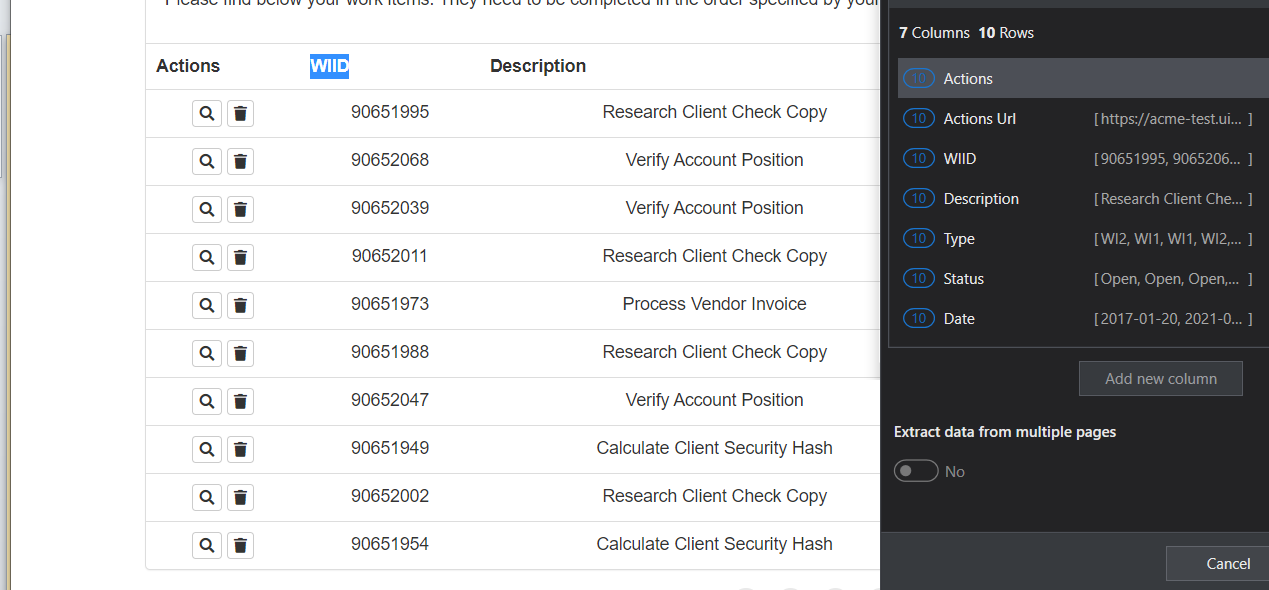 Please find below your work items. They need to be completed in the order specified by your
Actions WIID Description
90651995 Research Client Check Copy
90652068 Verify Account Position
90652039 Verify Account Position
90652011 Research Client Check Copy
90651973 Process Vendor Invoice
90651988 Research Client Check Copy
90652047 Verify Account Position
90651949 Calculate Client Security Hash
90652002 Research Client Check Copy
90651954 Calculate Client Security Hash
7 Columns 10 Rows
10 Actions
10 Actions Url [https://acme-test.ui... ]
10 WIID [90651995, 9065206... ]
10 Description [Research Client Che... ]
10 Type [WI2, WI1, WI1, WI2,... ]
10 Status [Open, Open, Open,... ]
10 Date [2017-01-20, 2021-0... ]
Add new column
Extract data from multiple pages
No
Cancel